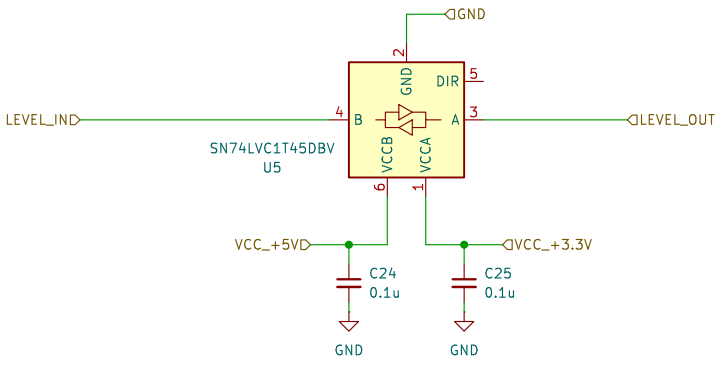 GND
2
GND
DIR
5
LEVEL_IN
4
B
A
3
LEVEL_OUT
SN74LVC1T45DBV
U5
VCCB
VCCA
6
1
VCC_+5V
VCC_+3.3V
C24
0.1u
C25
0.1u
GND
GND